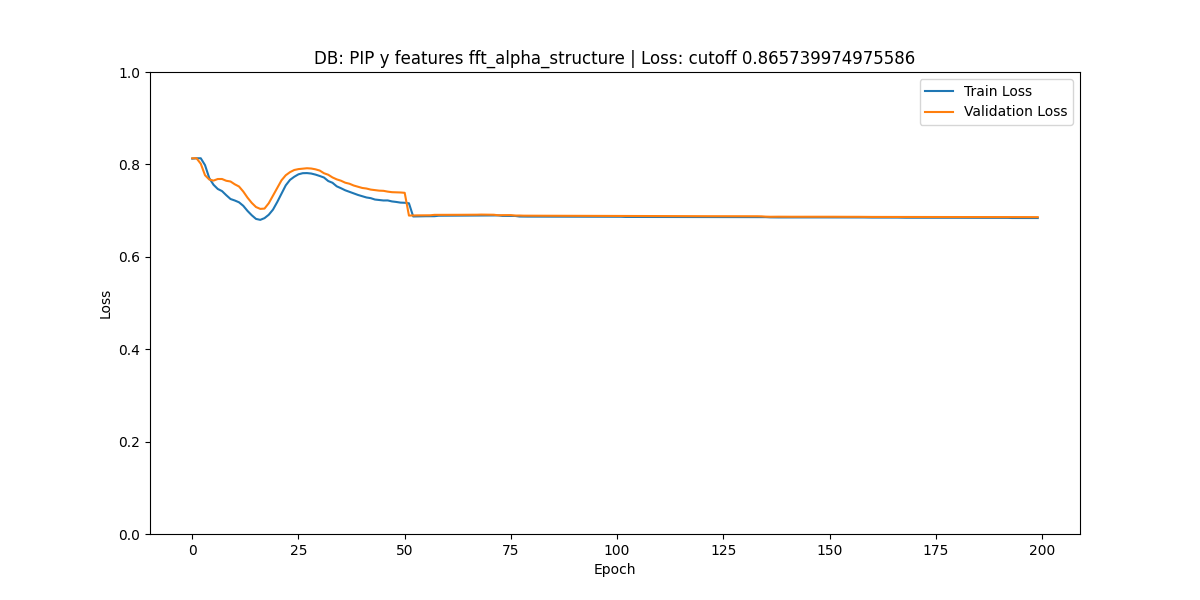 DB: PIP y features fft_alpha_structure | Loss: cutoff 0.865739974975586
1.0
0.8
0.6
0.4
0.2
0.0
Loss
Train Loss
Validation Loss
0 25 50 75 100 125 150 175 200
Epoch